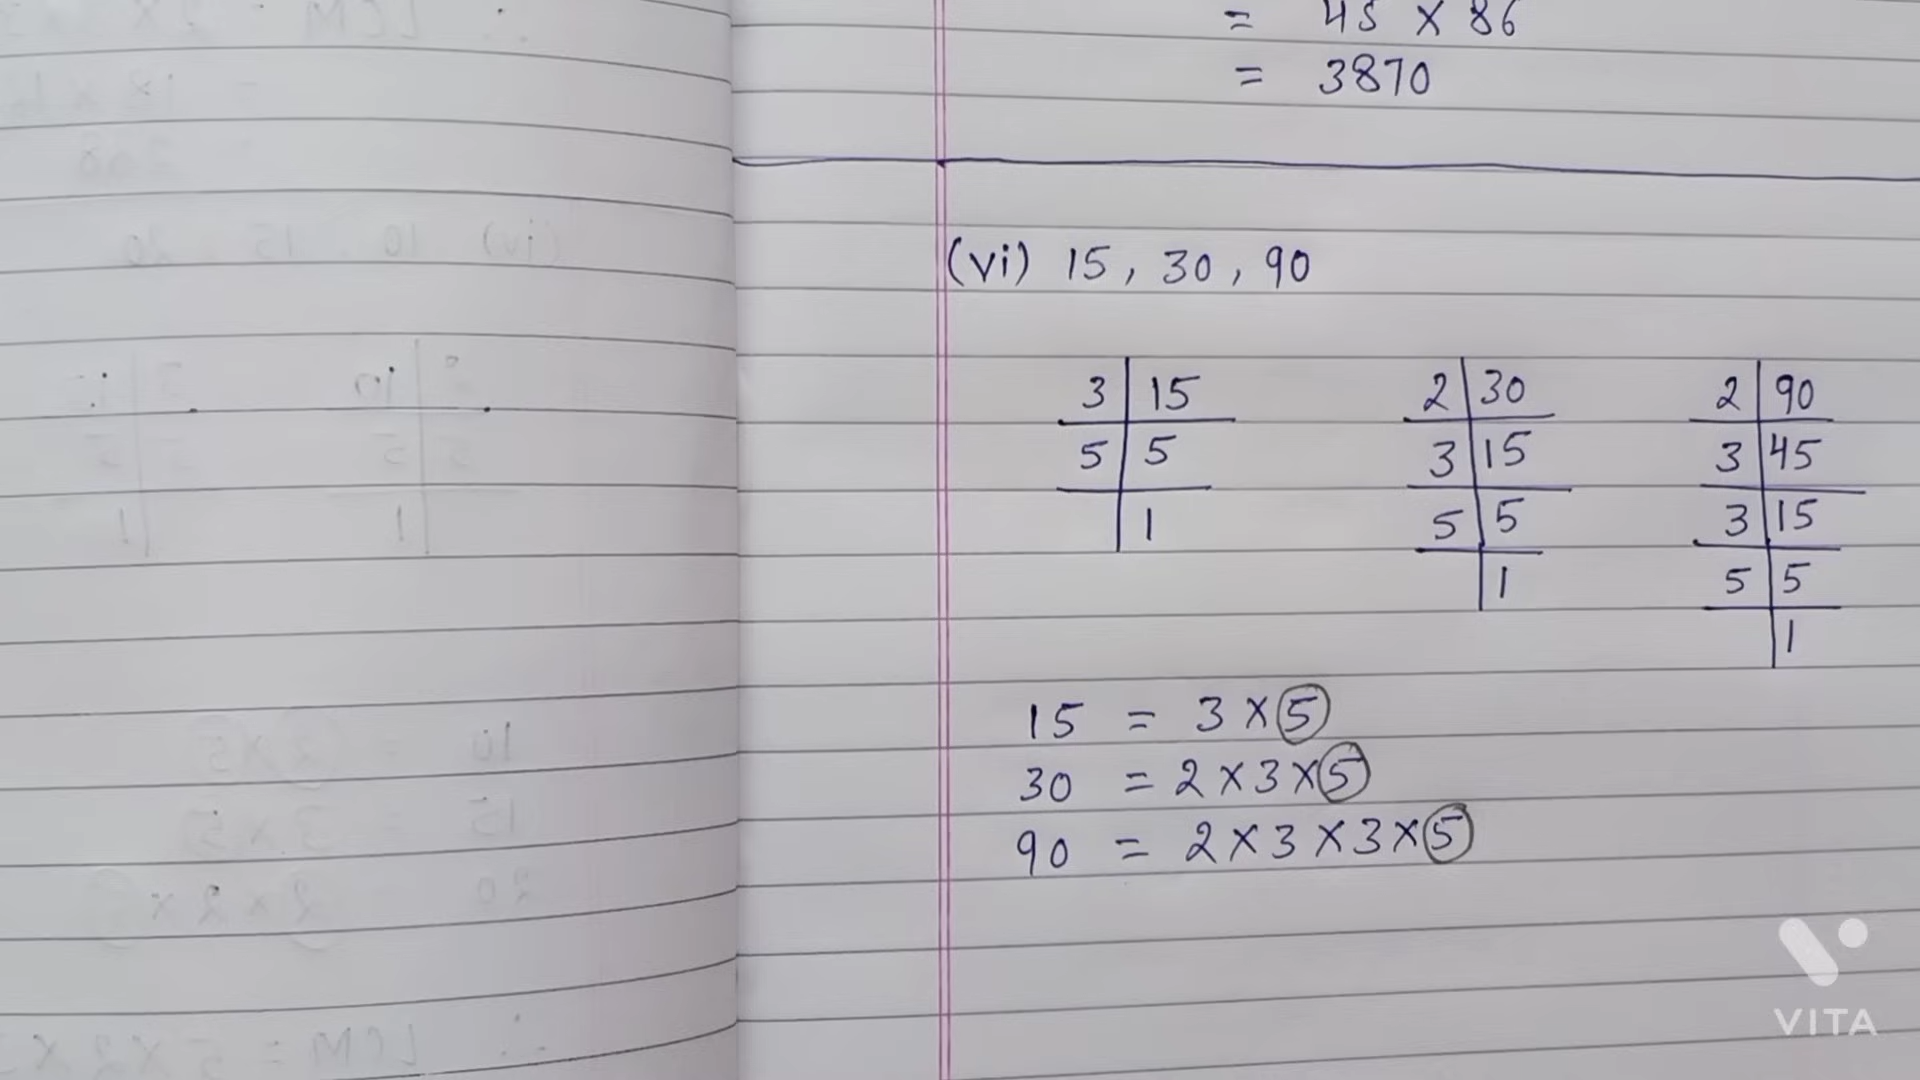 = 45 × 86
= 3870
(vi) 15, 30, 90
3 | 15
5 | 5
1
2 | 30
3 | 15
5 | 5
1
2 | 90
3 | 45
3 | 15
5 | 5
1
15 = 3 × 5
30 = 2 × 3 × 5
90 = 2 × 3 × 3 × 5
VITA